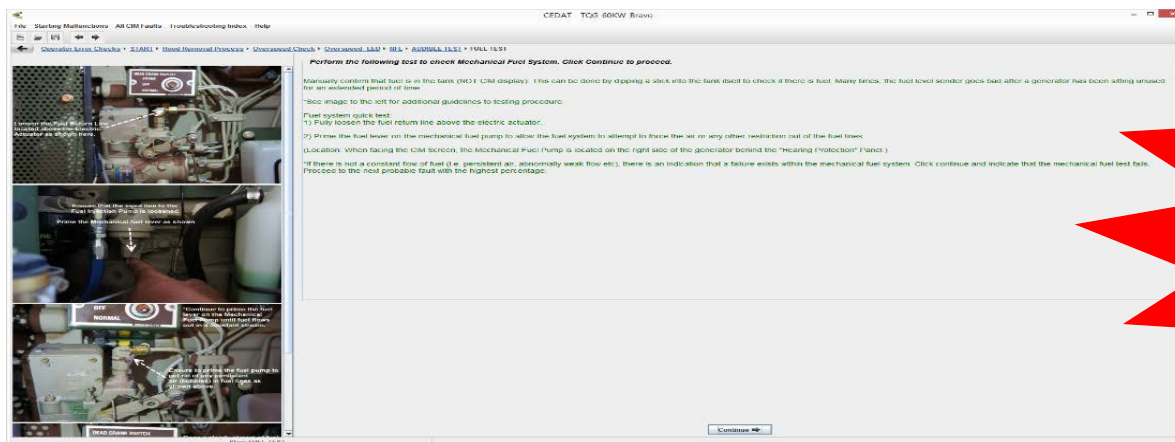 CEDAT TQG 60KW Bravo
File Starting Malfunctions All CIM Faults Troubleshooting Index Help
Operator Error Checks • START • Hood Removal Process • Overspeed Check • Overspeed LED • NFL • AUDIBLE TEST • FUEL TEST
Perform the following test to check Mechanical Fuel System. Click Continue to proceed.
Manually confirm that fuel is in the tank (NOT CIM display). This can be done by dipping a stick into the tank itself to check if there is fuel. Many times, the fuel level sender goes bad after a generator has been sitting unused
for an extended period of time.
*See image to the left for additional guidelines to testing procedure.
Fuel system quick test:
1) Fully loosen the fuel return line above the electric actuator.
2) Prime the fuel lever on the mechanical fuel pump to allow the fuel system to attempt to force the air or any other restriction out of the fuel lines.
(Location: When facing the CIM Screen, the Mechanical Fuel Pump is located on the right side of the generator behind the "Hearing Protection" Panel.)
*If there is not a constant flow of fuel (i.e. persistent air, abnormally weak flow etc), there is an indication that a failure exists within the mechanical fuel system. Click continue and indicate that the mechanical fuel test fails.
Proceed to the next probable fault with the highest percentage.
DEAD CRANK SWITCH
Loosen the Fuel Return Line
located above the Electric
Actuator as shown here.
Ensure that the input line to the
Fuel Injection Pump is loosened.
Prime the Mechanical fuel lever as shown
OFF
NORMAL
*Continue to prime the fuel
lever on the Mechanical
Fuel Pump until fuel flows
out in a constant stream.
Ensure to prime the fuel pump to
get rid of any persistent
air (bubbles) in fuel lines as
shown above.
DEAD CRANK SWITCH
Continue